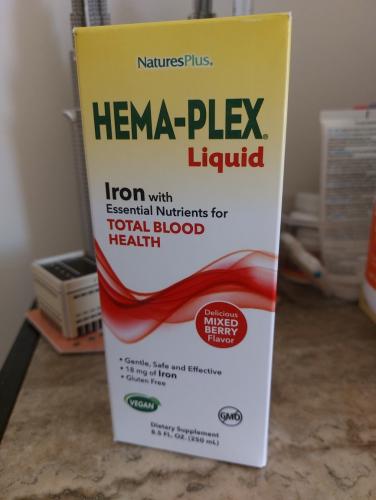 NaturesPlus®
HEMA-PLEX®
Liquid
Iron with
Essential Nutrients for
TOTAL BLOOD
HEALTH
Delicious
MIXED
BERRY
Flavor
• Gentle, Safe and Effective
• 18 mg of Iron
• Gluten Free
VEGAN
GMP
Dietary Supplement
8.5 FL. OZ. (250 mL)